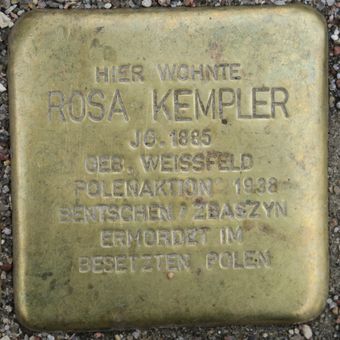 HIER WOHNTE
ROSA KEMPLER
JG. 1885
GEB. WEISSFELD
POLENAKTION 1938
BENTSCHEN / ZBASZYN
ERMORDET IM
BESETZTEN POLEN